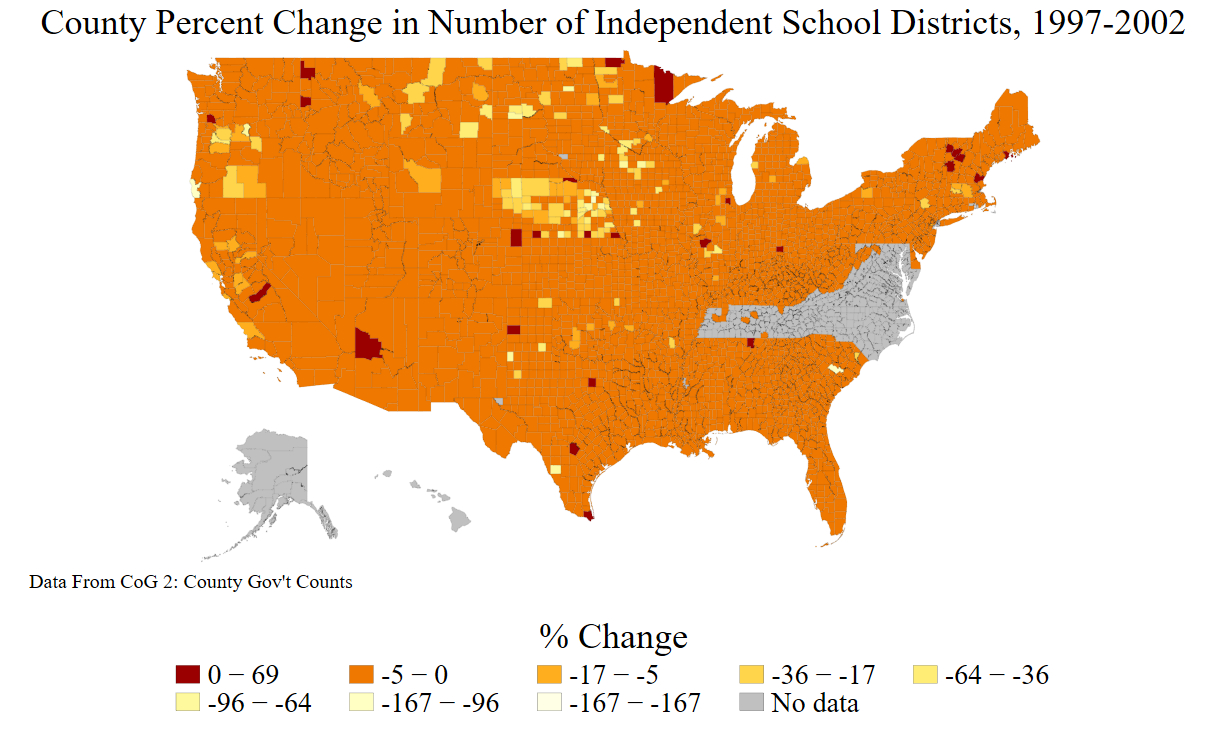 County Percent Change in Number of Independent School Districts, 1997-2002
Data From CoG 2: County Gov't Counts
% Change
0 − 69
-5 − 0
-17 − -5
-36 − -17
-64 − -36
-96 − -64
-167 − -96
-167 − -167
No data